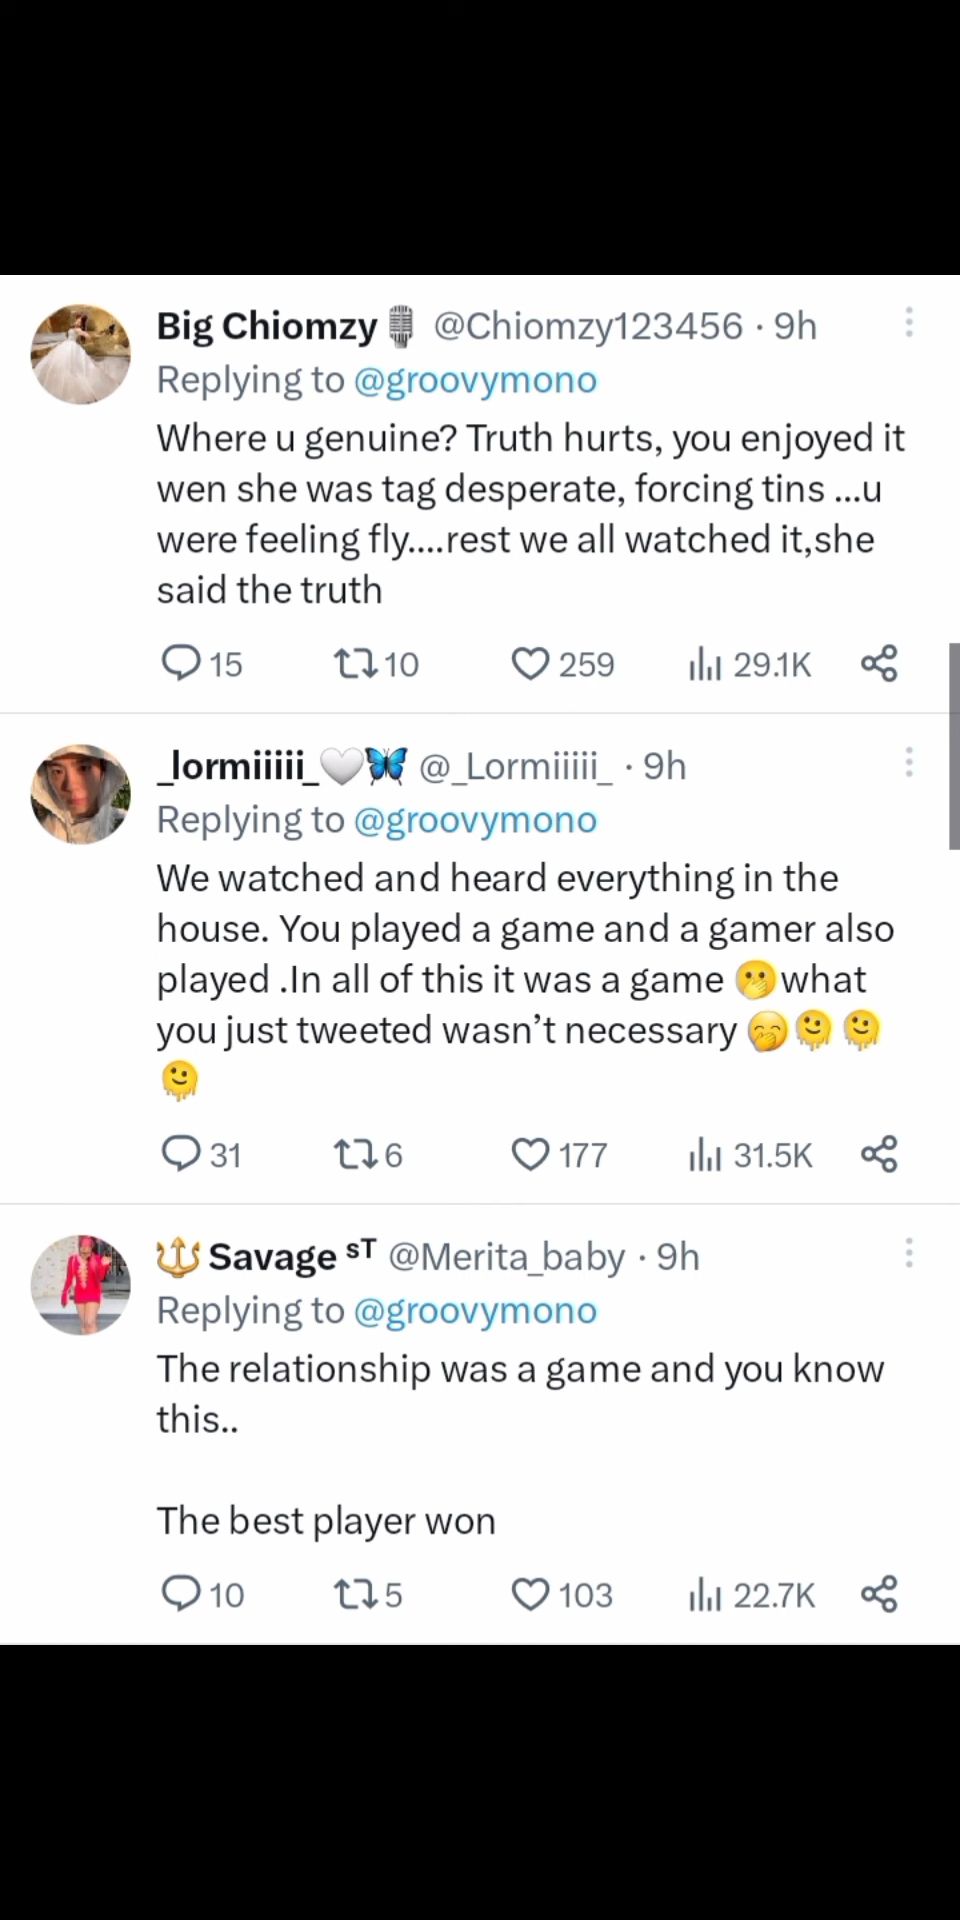 Big Chiomzy🎙️ @Chiomzy123456 · 9h
Replying to @groovymono
Where u genuine? Truth hurts, you enjoyed it
wen she was tag desperate, forcing tins ...u
were feeling fly....rest we all watched it,she
said the truth
15 10 259 29.1K
_lormiiiii_🤍🦋 @_Lormiiiii_ · 9h
Replying to @groovymono
We watched and heard everything in the
house. You played a game and a gamer also
played .In all of this it was a game 🫢what
you just tweeted wasn’t necessary 🤭🫠🫠
🫠
31 6 177 31.5K
🔱 Savage ˢᵀ @Merita_baby · 9h
Replying to @groovymono
The relationship was a game and you know
this..
The best player won
10 5 103 22.7K